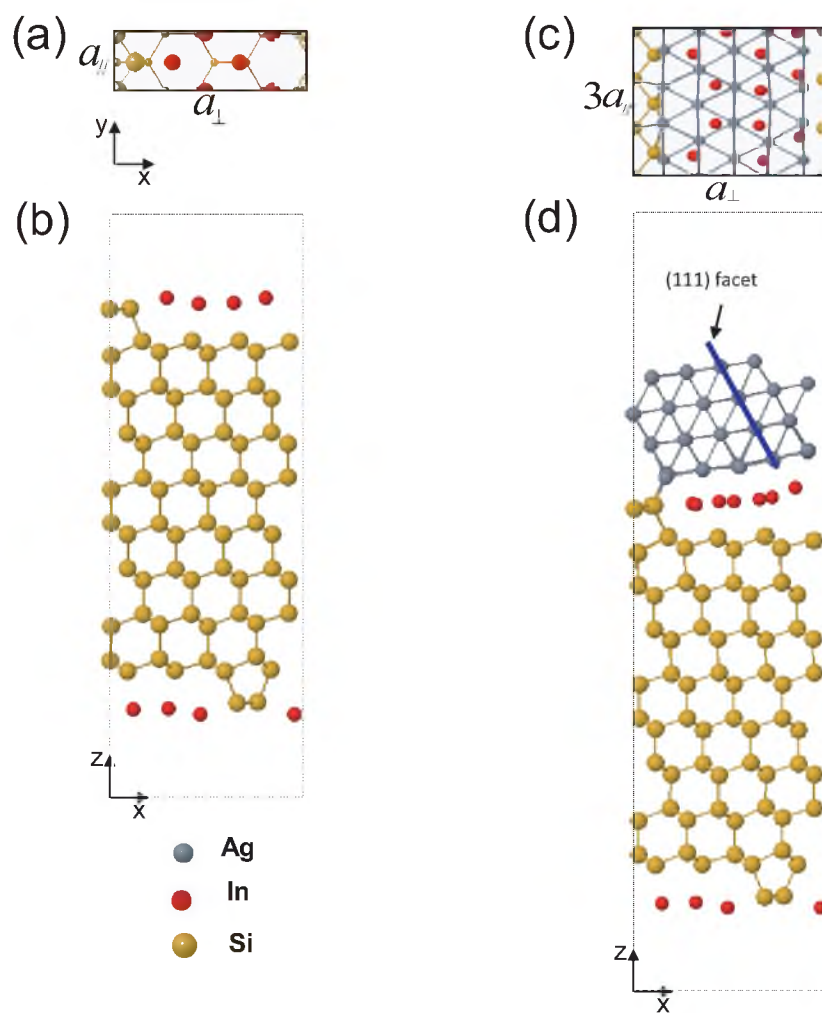 (a)
a//
a⊥
y
x
(b)
z
x
Ag
In
Si
(c)
3a//
a⊥
(d)
(111) facet
z
x